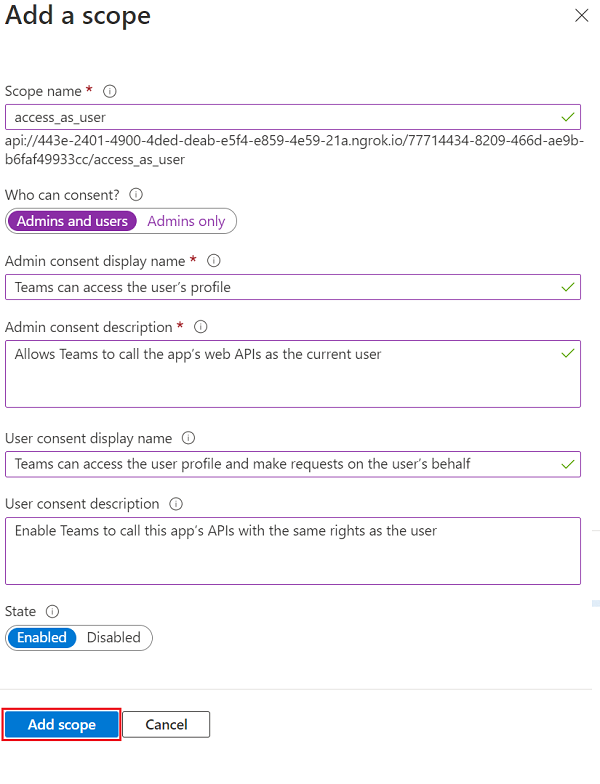 Add a scope
Scope name *
access_as_user
api://443e-2401-4900-4ded-deab-e5f4-e859-4e59-21a.ngrok.io/77714434-8209-466d-ae9b-
b6faf49933cc/access_as_user
Who can consent?
Admins and users Admins only
Admin consent display name *
Teams can access the user’s profile
Admin consent description *
Allows Teams to call the app’s web APIs as the current user
User consent display name
Teams can access the user profile and make requests on the user’s behalf
User consent description
Enable Teams to call this app’s APIs with the same rights as the user
State
Enabled Disabled
Add scope Cancel